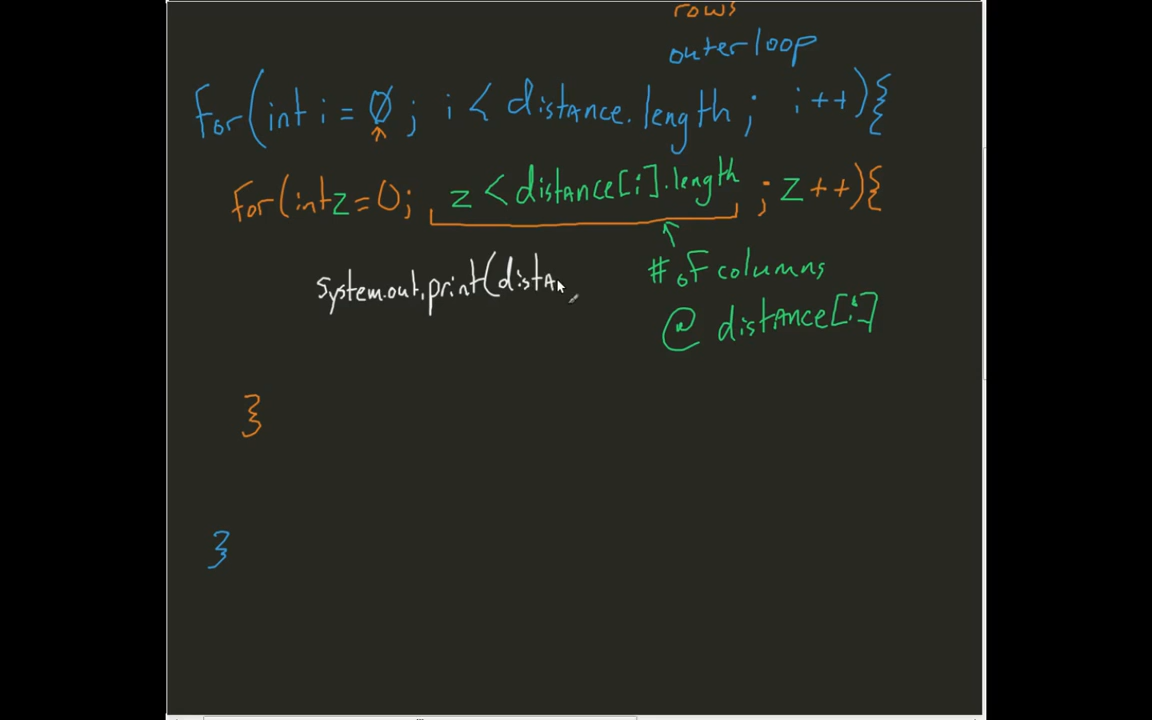 rows
outer loop
for(int i = 0; i < distance.length; i++){
for(int z = 0; z < distance[i].length; z++){
System.out.print(distan
# of columns
@ distance[i]
}
}